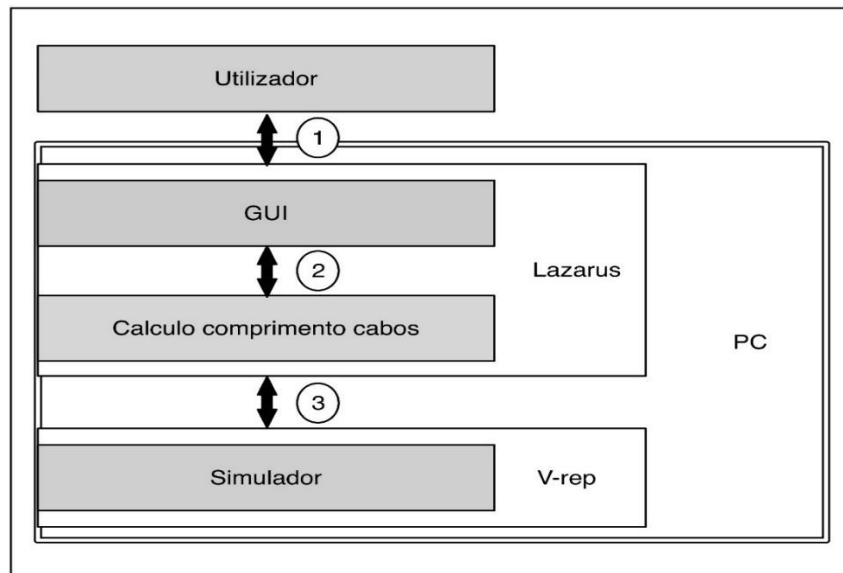 Utilizador
1
GUI
2
Lazarus
Calculo comprimento cabos
PC
3
Simulador
V-rep